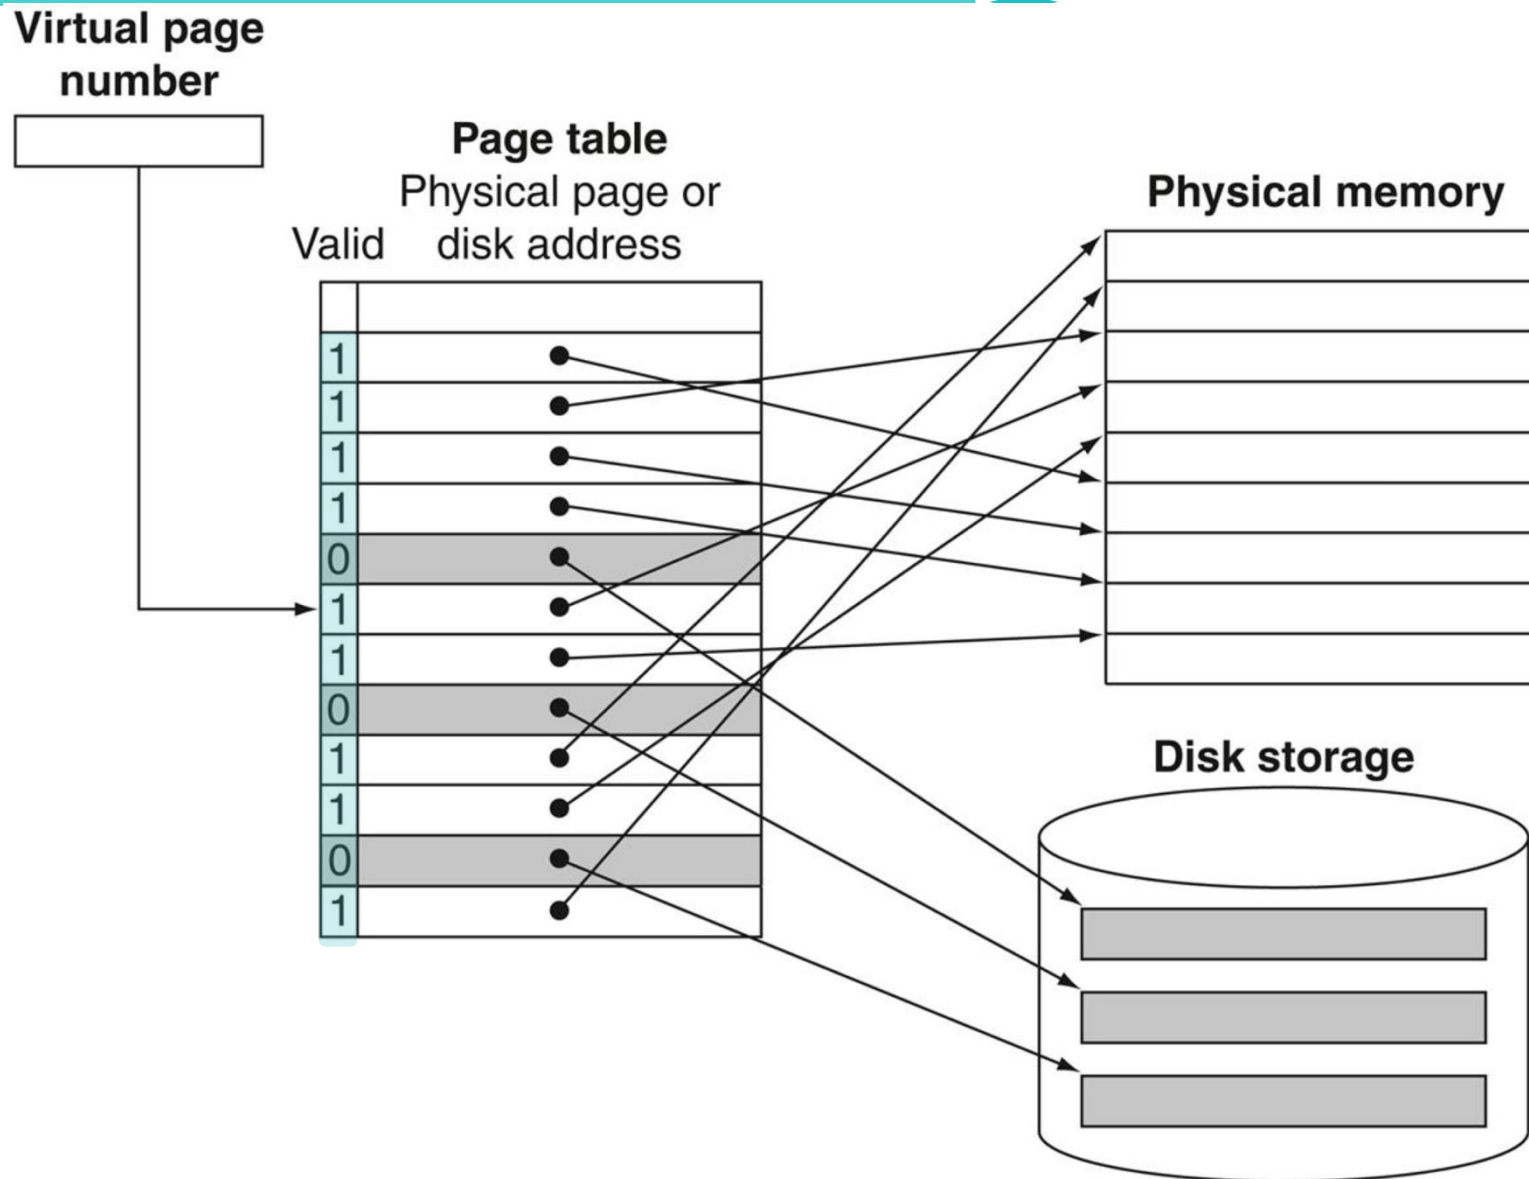 Virtual page
number
Page table
Physical page or
Valid disk address
Physical memory
1
1
1
1
0
1
1
0
1
1
0
1
Disk storage